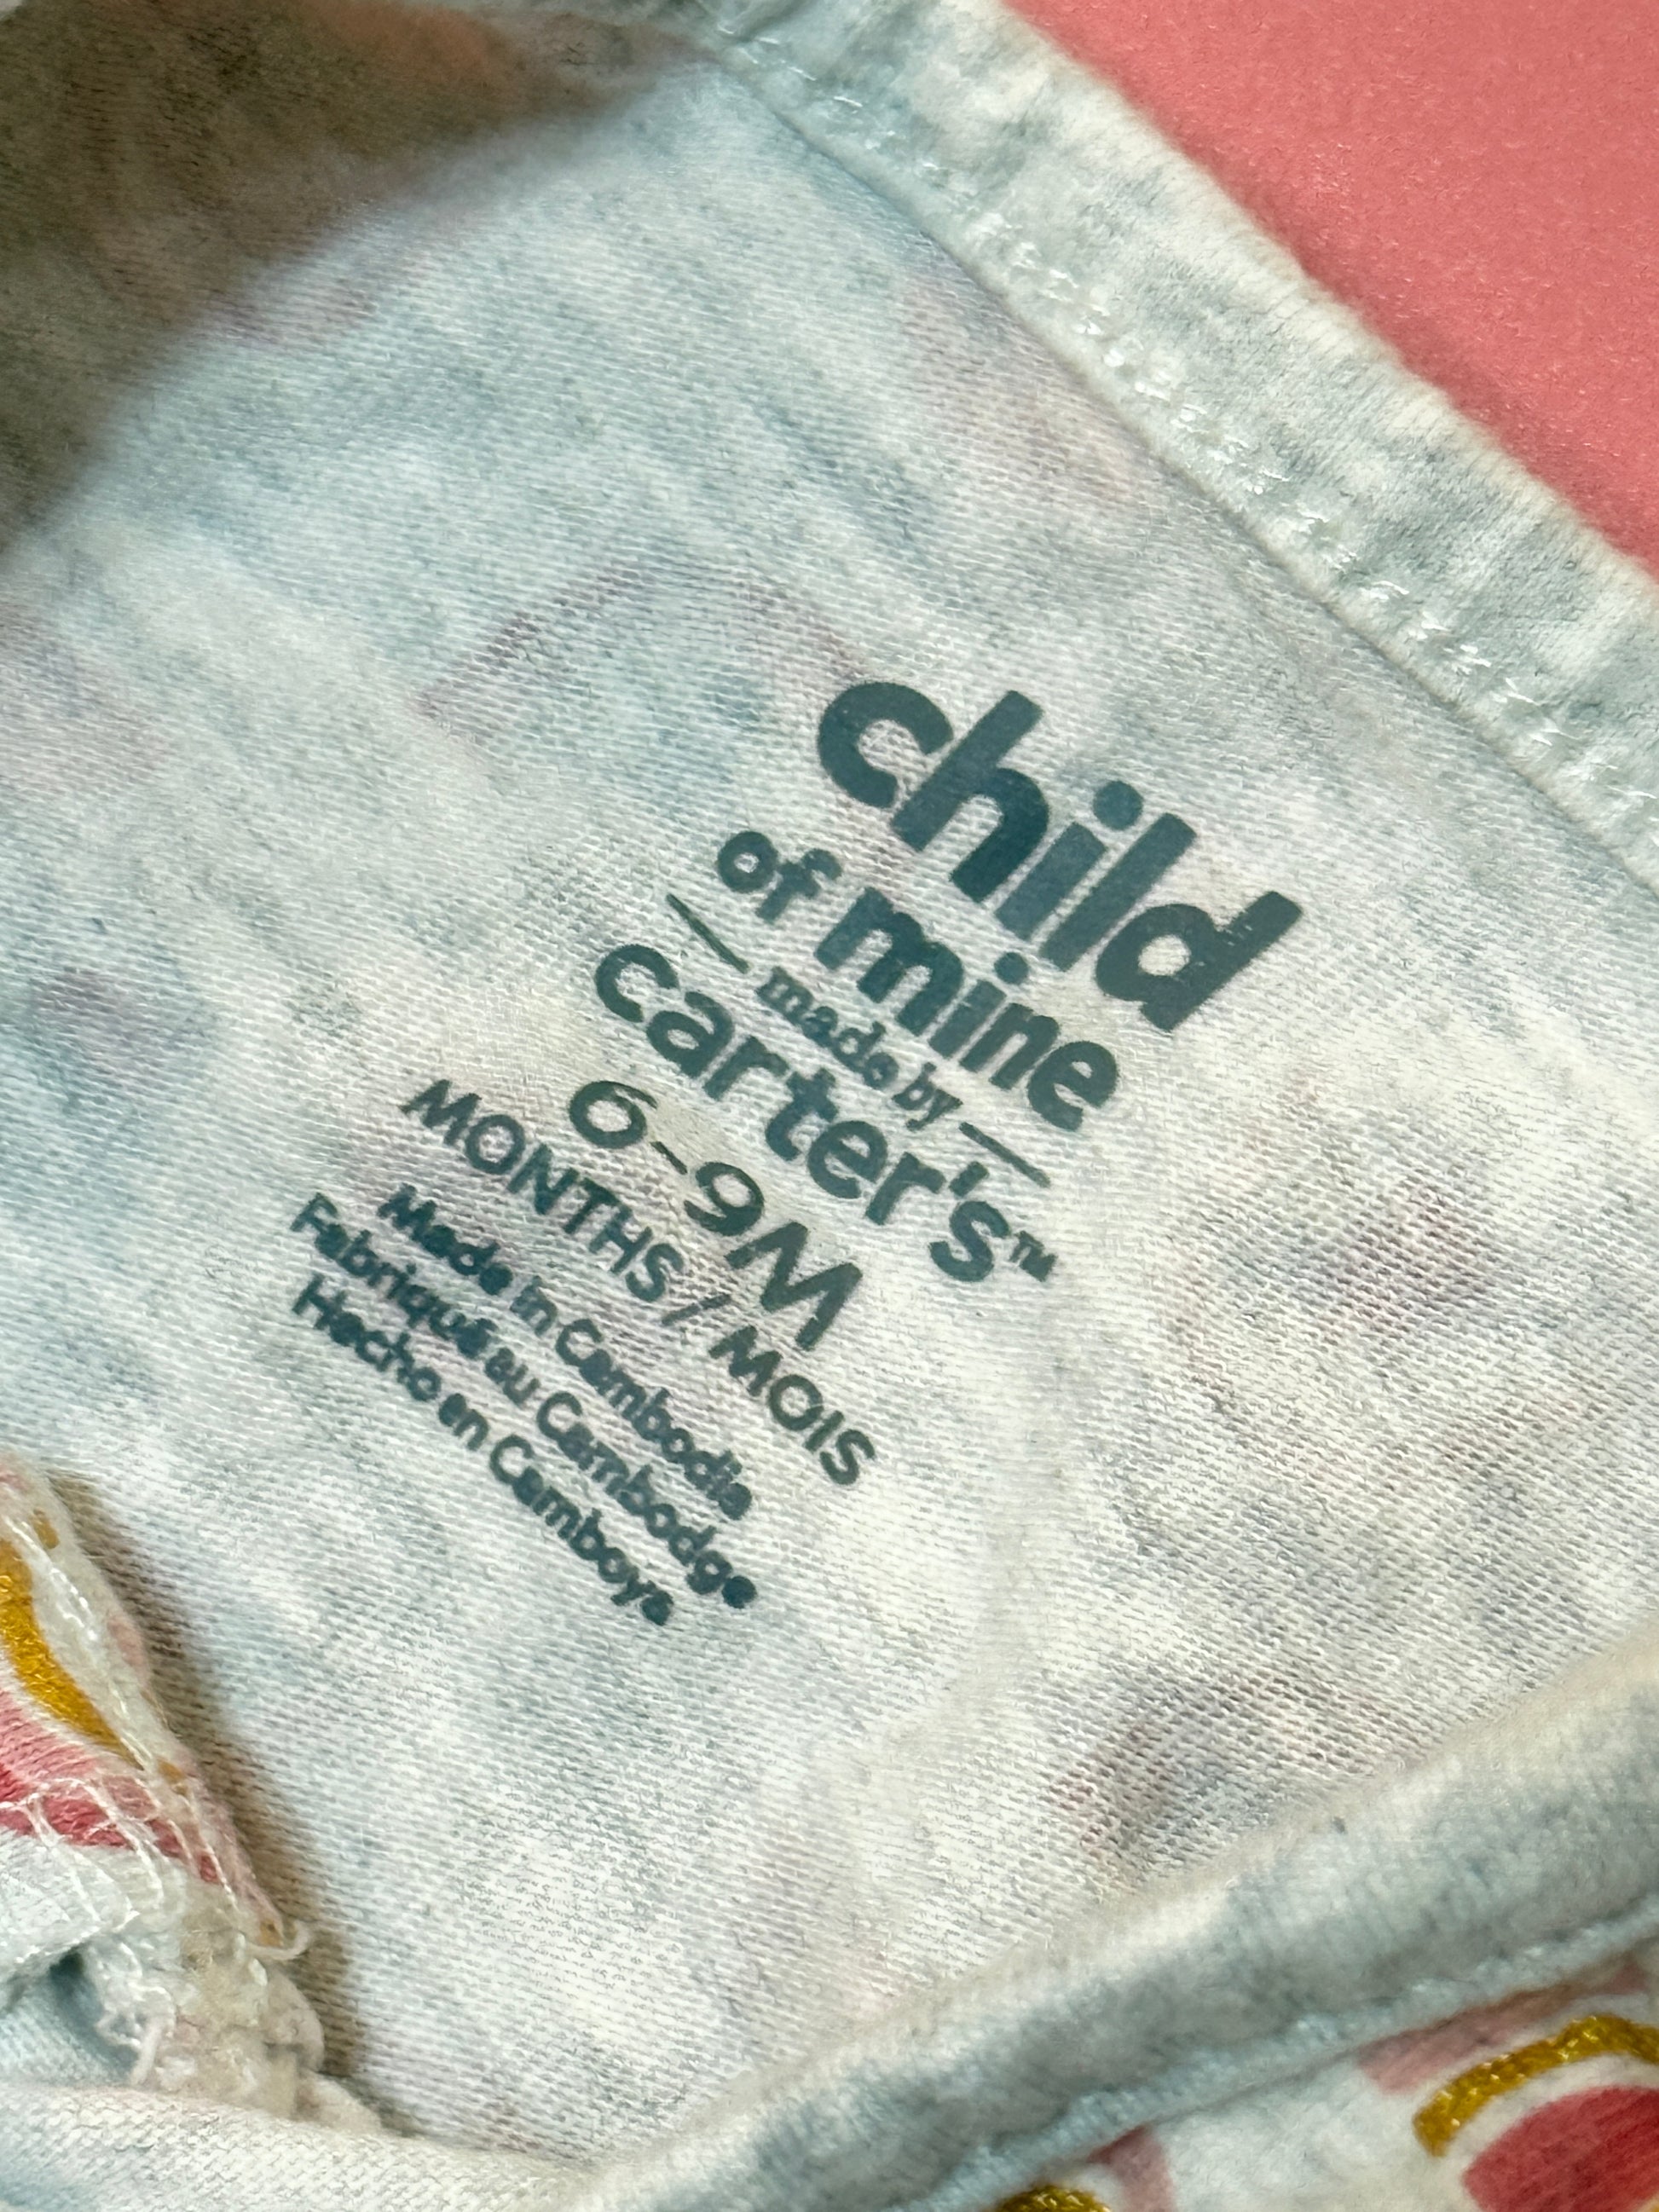 child
of mine
made by
carter's™
6-9M
MONTHS/MOIS
Made in Cambodia
Fabriqué au Cambodge
Hecho en Camboya